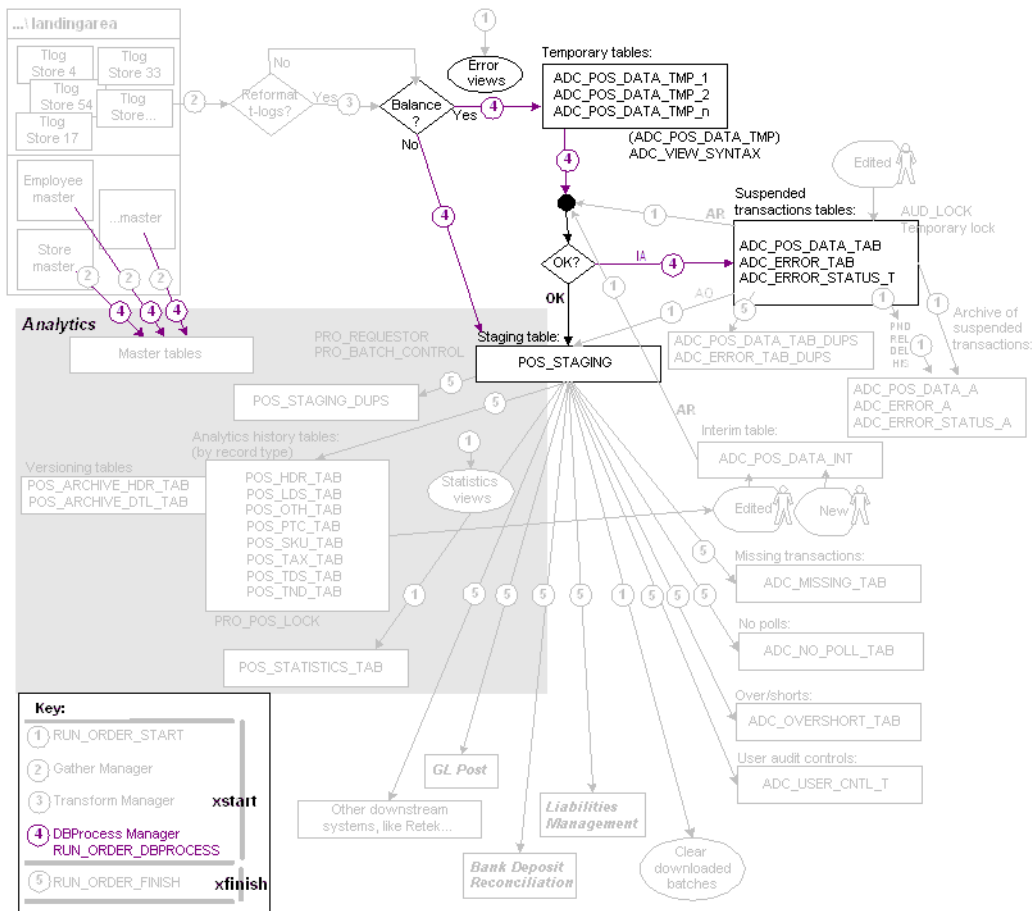 ...\ landingarea
Tlog
Store 4
Tlog
Store 33
Tlog
Store 54
Tlog
Store...
Tlog
Store 17
Employee
master
...master
Store
master
2
2
2
4
4
4
2
Reformat
t-logs?
No
Yes
3
Balance
?
Yes
No
4
4
1
Error
views
Temporary tables:
ADC_POS_DATA_TMP_1
ADC_POS_DATA_TMP_2
ADC_POS_DATA_TMP_n
(ADC_POS_DATA_TMP)
ADC_VIEW_SYNTAX
4
OK?
IA
4
OK
AR
1
1
Edited
AUD_LOCK
Temporary lock
Suspended
transactions tables:
ADC_POS_DATA_TAB
ADC_ERROR_TAB
ADC_ERROR_STATUS_T
AO
1
5
1
PND
REL
DEL
HIS
1
1
Archive of
suspended
transactions:
ADC_POS_DATA_TAB_DUPS
ADC_ERROR_TAB_DUPS
ADC_POS_DATA_A
ADC_ERROR_A
ADC_ERROR_STATUS_A
Analytics
Master tables
PRO_REQUESTOR
PRO_BATCH_CONTROL
Staging table:
POS_STAGING
5
5
POS_STAGING_DUPS
Analytics history tables:
(by record type)
Versioning tables
POS_ARCHIVE_HDR_TAB
POS_ARCHIVE_DTL_TAB
POS_HDR_TAB
POS_LDS_TAB
POS_OTH_TAB
POS_PTC_TAB
POS_SKU_TAB
POS_TAX_TAB
POS_TDS_TAB
POS_TND_TAB
PRO_POS_LOCK
1
Statistics
views
1
POS_STATISTICS_TAB
AR
Interim table:
ADC_POS_DATA_INT
Edited
New
5
5
5
5
1
5
5
5
Missing transactions:
ADC_MISSING_TAB
No polls:
ADC_NO_POLL_TAB
Over/shorts:
ADC_OVERSHORT_TAB
User audit controls:
ADC_USER_CNTL_T
GL Post
Other downstream
systems, like Retek...
Liabilities
Management
Bank Deposit
Reconciliation
Clear
downloaded
batches
Key:
1 RUN_ORDER_START
2 Gather Manager
3 Transform Manager
xstart
4 DBProcess Manager
RUN_ORDER_DBPROCESS
5 RUN_ORDER_FINISH
xfinish